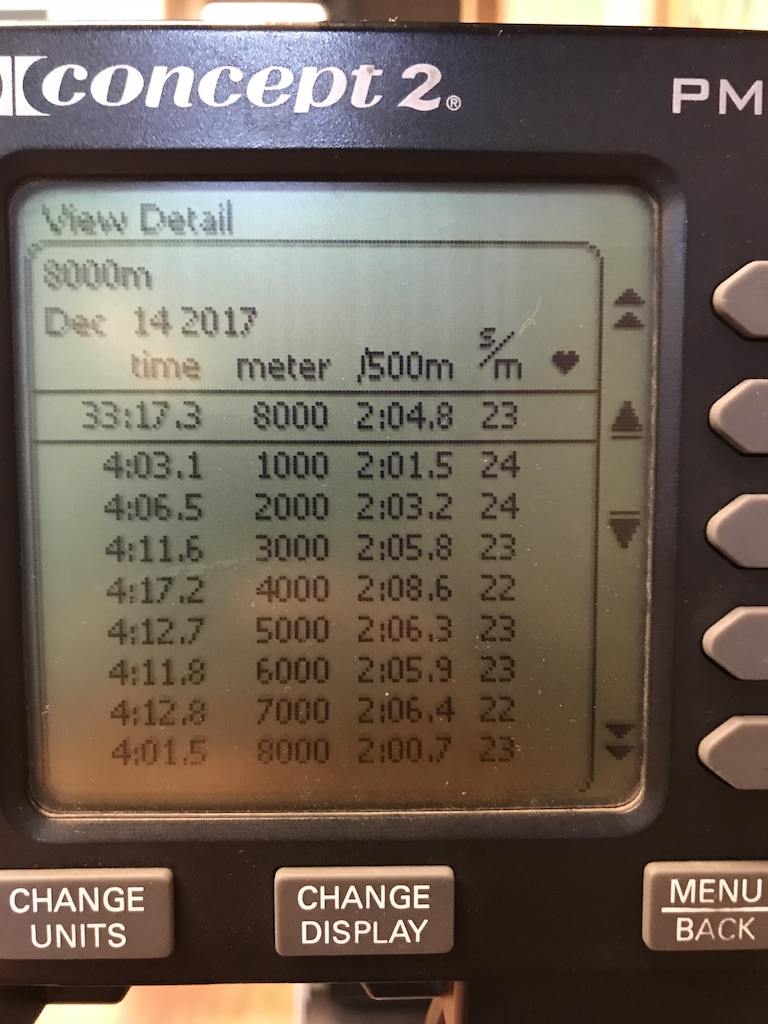 concept 2®
PM
View Detail
8000m
Dec 14 2017
time meter /500m s/m ♥
33:17.3 8000 2:04.8 23
4:03.1 1000 2:01.5 24
4:06.5 2000 2:03.2 24
4:11.6 3000 2:05.8 23
4:17.2 4000 2:08.6 22
4:12.7 5000 2:06.3 23
4:11.8 6000 2:05.9 23
4:12.8 7000 2:06.4 22
4:01.5 8000 2:00.7 23
CHANGE
UNITS
CHANGE
DISPLAY
MENU
BACK